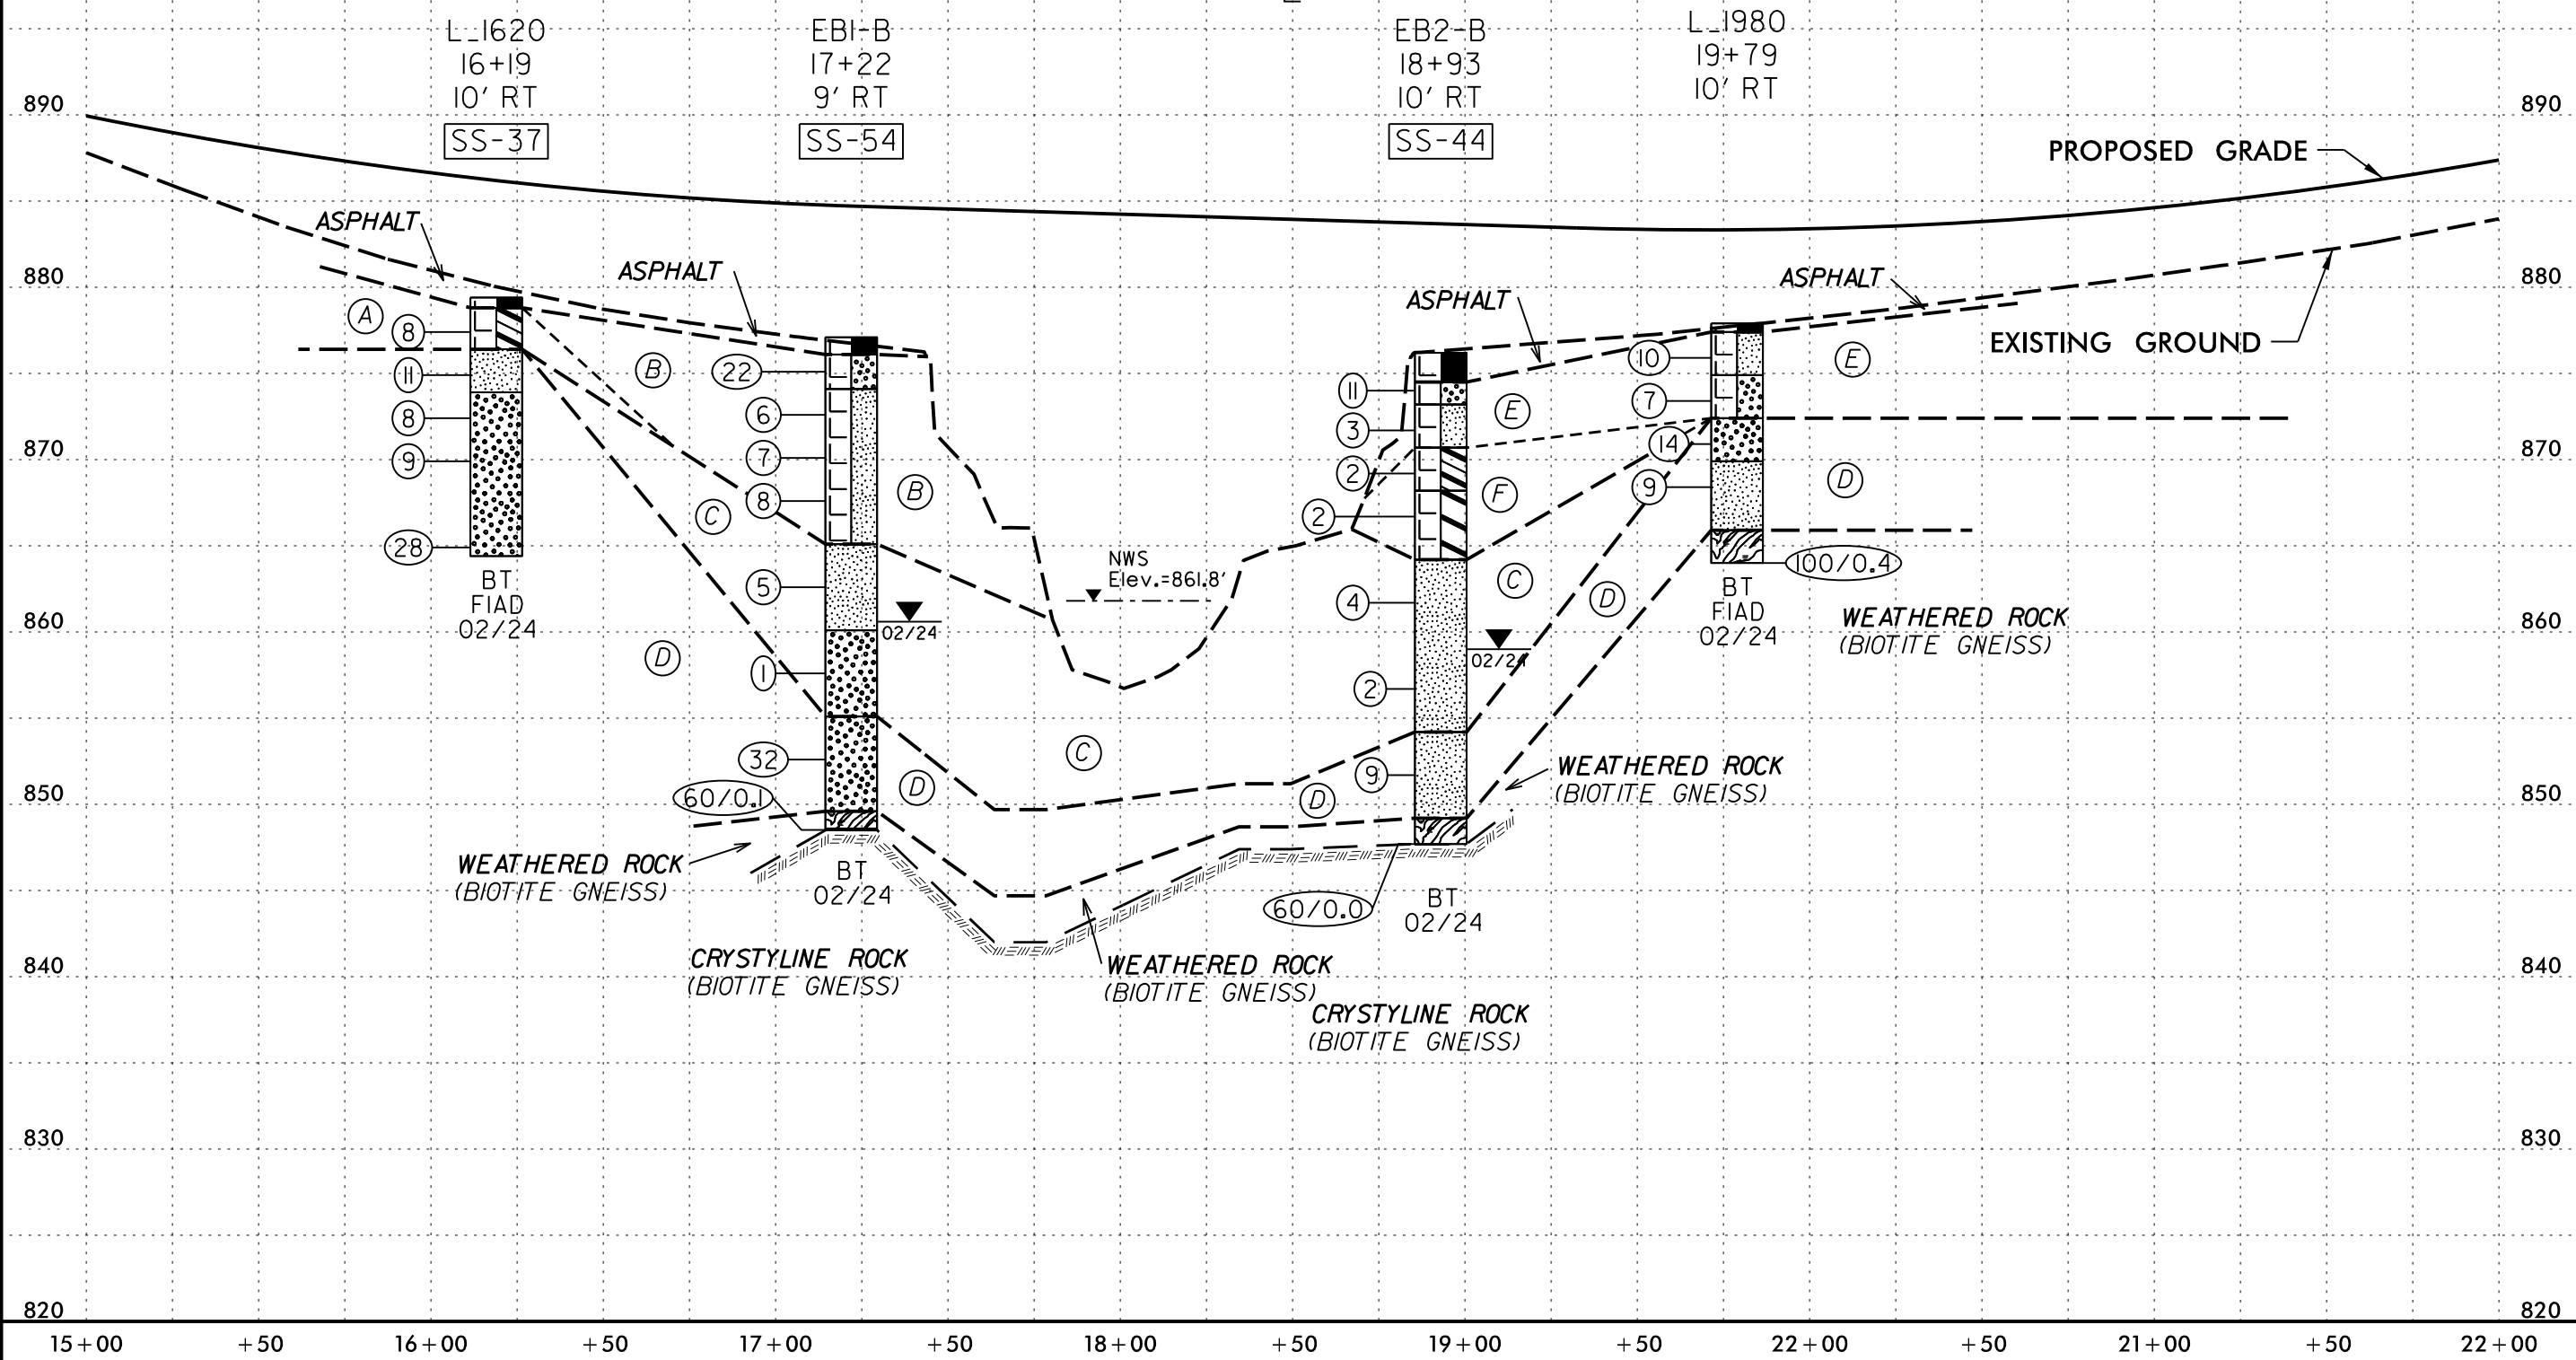 L_1620
16+19
10' RT
SS-37
EB1-B
17+22
9' RT
SS-54
EB2-B
18+93
10' RT
SS-44
L_1980
19+79
10' RT
890
890
PROPOSED GRADE
ASPHALT
ASPHALT
ASPHALT
ASPHALT
880
880
EXISTING GROUND
A
8
11
8
9
28
BT
FIAD
02/24
B
22
6
7
8
5
1
32
60/0.1
B
C
D
02/24
D
BT
02/24
870
870
NWS
Elev.=861.8'
C
11
3
2
2
4
2
9
60/0.0
E
F
C
D
02/24
D
BT
02/24
10
7
14
9
100/0.4
E
D
BT
FIAD
02/24
860
860
WEATHERED ROCK
(BIOTITE GNEISS)
WEATHERED ROCK
(BIOTITE GNEISS)
850
850
WEATHERED ROCK
(BIOTITE GNEISS)
CRYSTYLINE ROCK
(BIOTITE GNEISS)
WEATHERED ROCK
(BIOTITE GNEISS)
CRYSTYLINE ROCK
(BIOTITE GNEISS)
840
840
830
830
820
820
15+00 +50 16+00 +50 17+00 +50 18+00 +50 19+00 +50 22+00 +50 21+00 +50 22+00